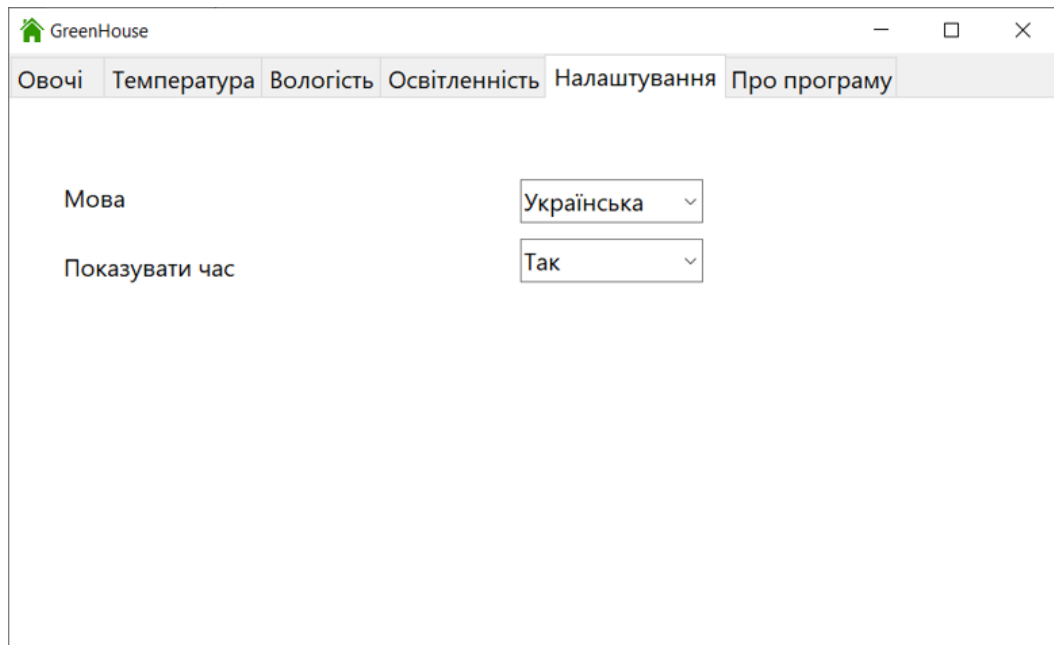 GreenHouse
Овочі Температура Вологість Освітленність Налаштування Про програму
Мова Українська
Показувати час Так